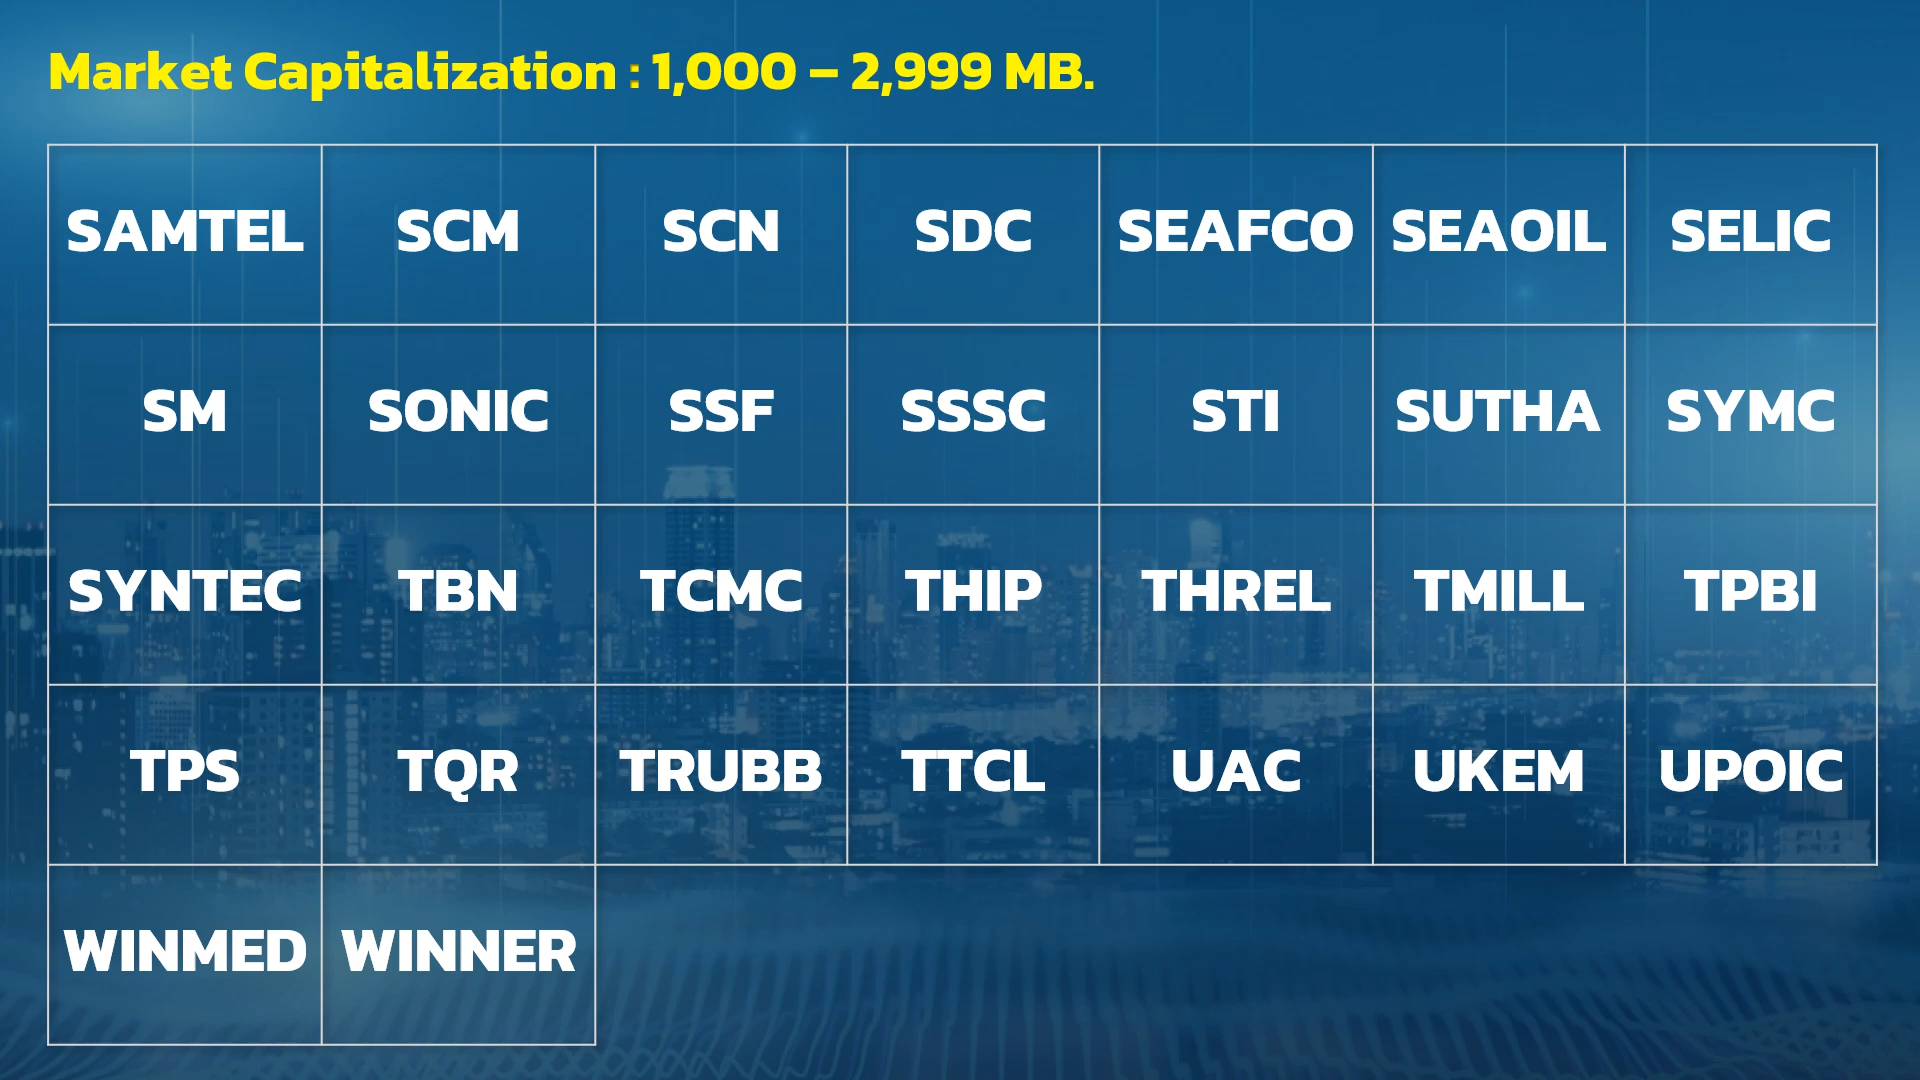 Market Capitalization : 1,000 – 2,999 MB.
SAMTEL SCM SCN SDC SEAFCO SEAOIL SELIC
SM SONIC SSF SSSC STI SUTHA SYMC
SYNTEC TBN TCMC THIP THREL TMILL TPBI
TPS TQR TRUBB TTCL UAC UKEM UPOIC
WINMED WINNER